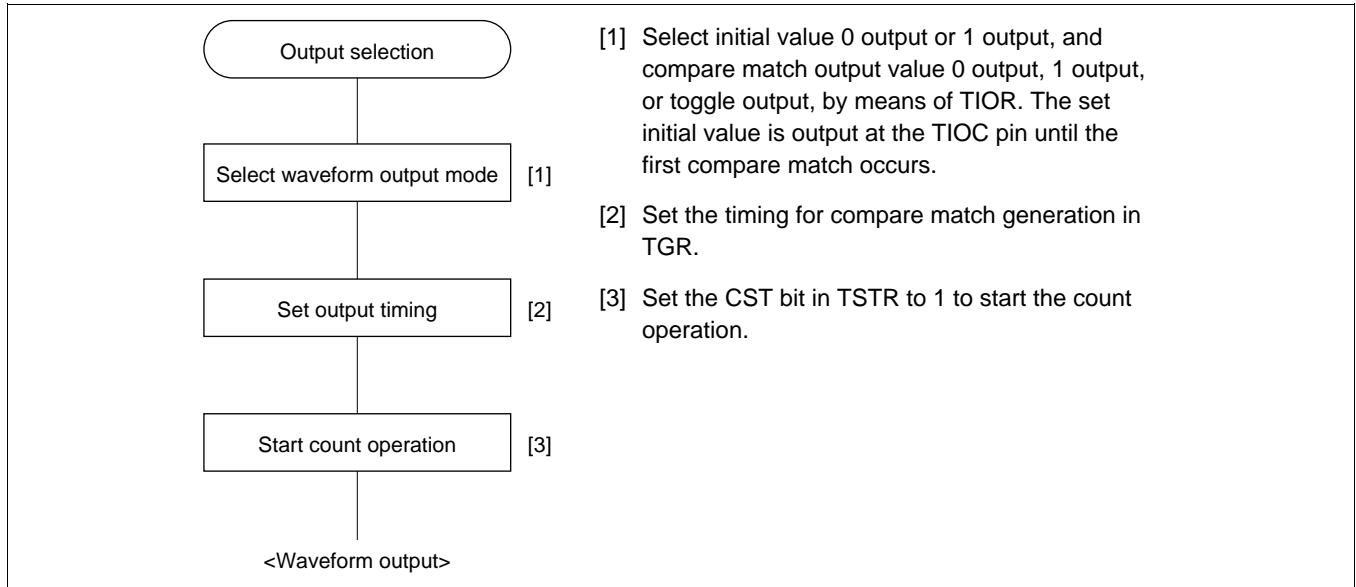 Output selection
Select waveform output mode [1]
Set output timing [2]
Start count operation [3]
<Waveform output>
[1] Select initial value 0 output or 1 output, and
compare match output value 0 output, 1 output,
or toggle output, by means of TIOR. The set
initial value is output at the TIOC pin until the
first compare match occurs.
[2] Set the timing for compare match generation in
TGR.
[3] Set the CST bit in TSTR to 1 to start the count
operation.